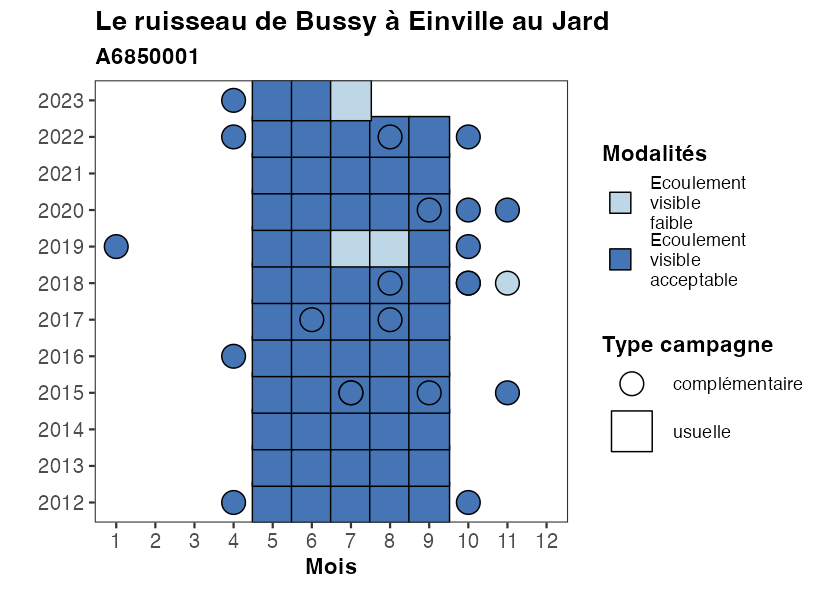 Le ruisseau de Bussy à Einville au Jard
A6850001
2023
2022
2021
2020
2019
2018
2017
2016
2015
2014
2013
2012
1 2 3 4 5 6 7 8 9 10 11 12
Mois
Modalités
Ecoulement
visible
faible
Ecoulement
visible
acceptable
Type campagne
complémentaire
usuelle